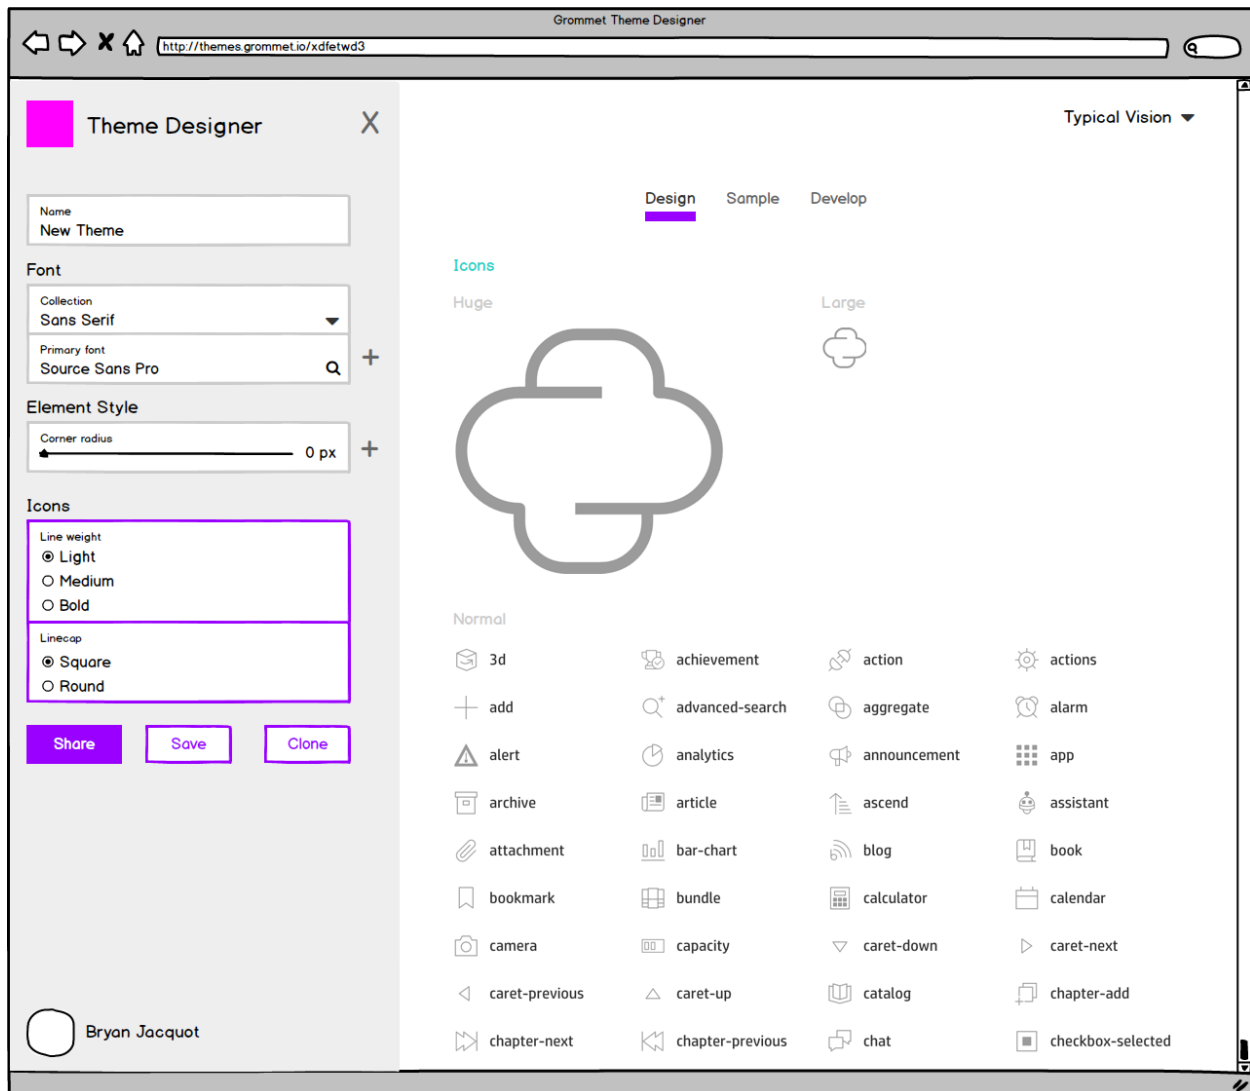 Grommet Theme Designer
http://themes.grommet.io/xdfetwd3
Theme Designer
X
Typical Vision
Name
New Theme
Design Sample Develop
Font
Collection
Sans Serif
Primary font
Source Sans Pro
+
Element Style
Corner radius
0 px
+
Icons
Line weight
Light
Medium
Bold
Linecap
Square
Round
Share Save Clone
Bryan Jacquot
Icons
Huge Large
Normal
3d achievement action actions
add advanced-search aggregate alarm
alert analytics announcement app
archive article ascend assistant
attachment bar-chart blog book
bookmark bundle calculator calendar
camera capacity caret-down caret-next
caret-previous caret-up catalog chapter-add
chapter-next chapter-previous chat checkbox-selected